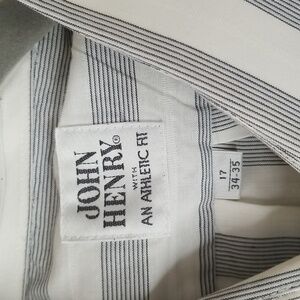 JOHN
HENRY®
WITH
AN ATHLETIC FIT
17
34-35